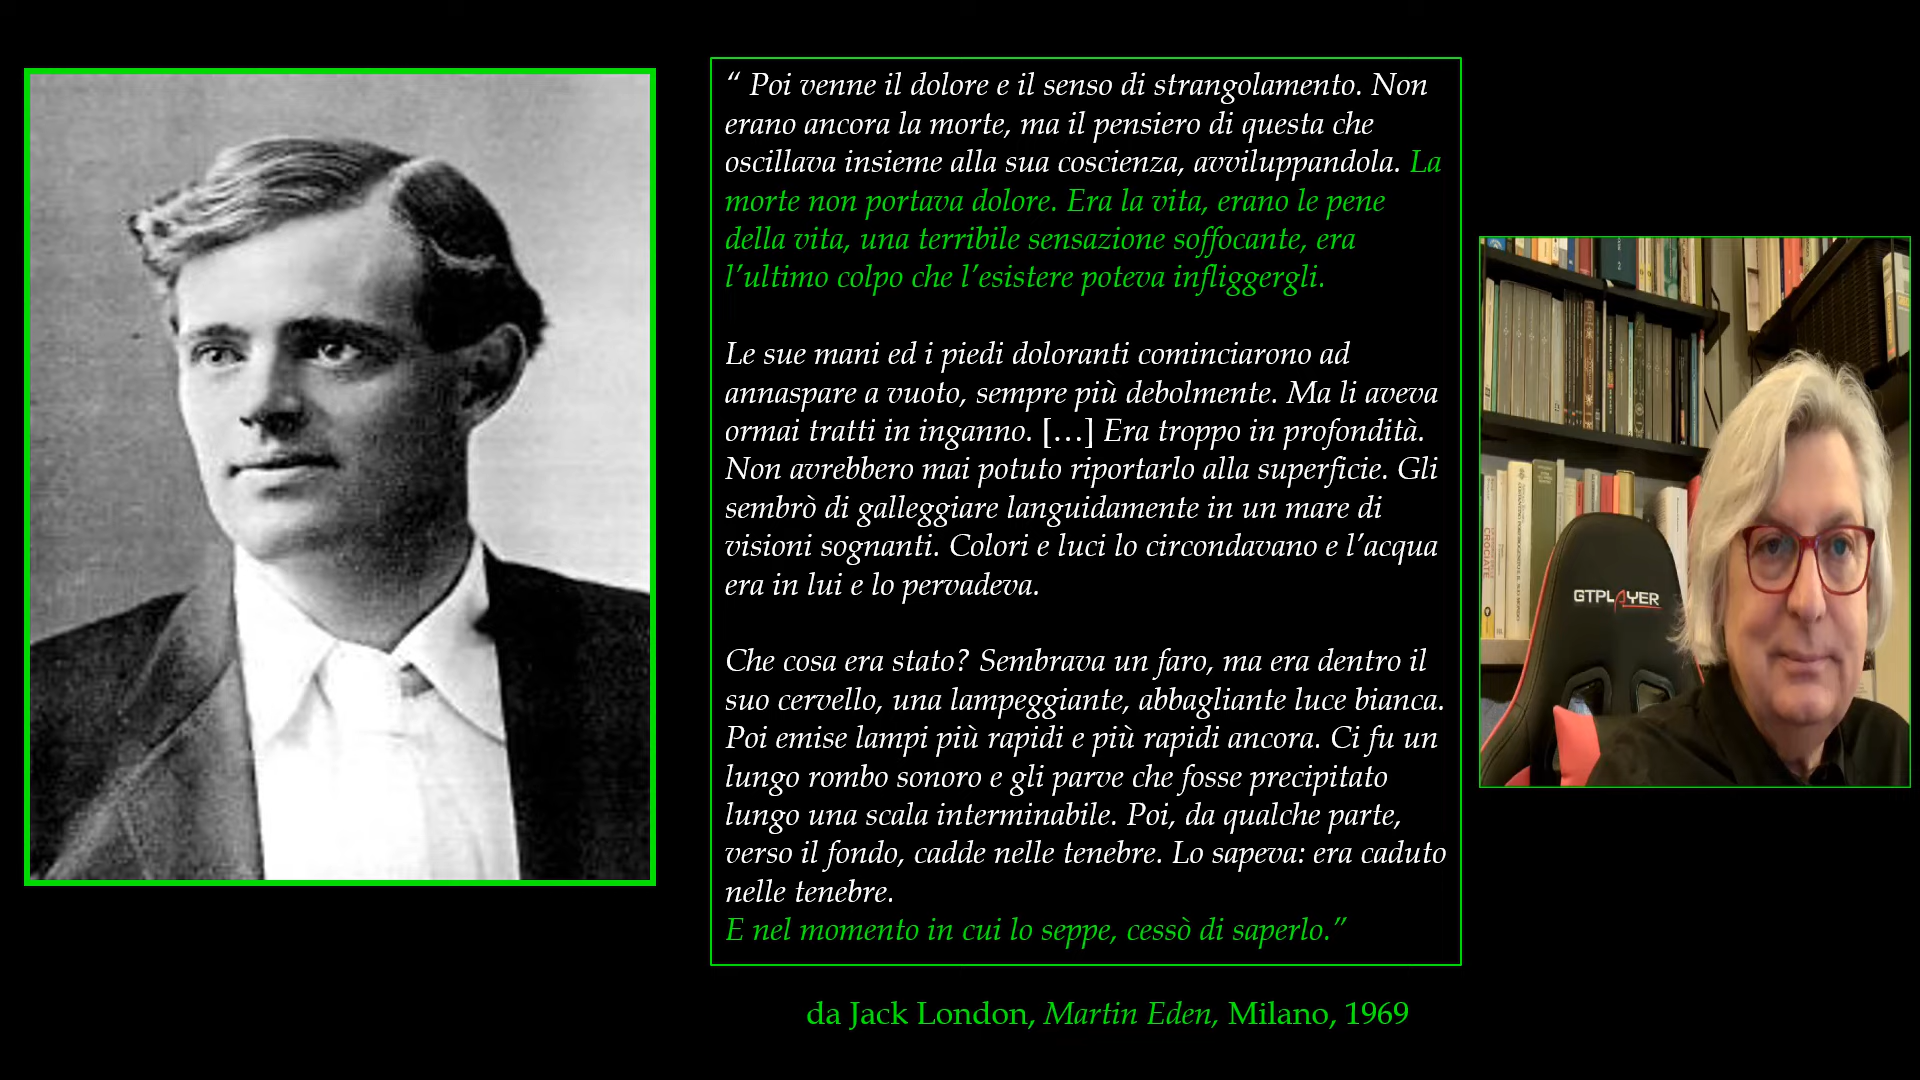 “ Poi venne il dolore e il senso di strangolamento. Non
erano ancora la morte, ma il pensiero di questa che
oscillava insieme alla sua coscienza, avviluppandola. La
morte non portava dolore. Era la vita, erano le pene
della vita, una terribile sensazione soffocante, era
l’ultimo colpo che l’esistere poteva infliggergli.
Le sue mani ed i piedi doloranti cominciarono ad
annaspare a vuoto, sempre più debolmente. Ma li aveva
ormai tratti in inganno. […] Era troppo in profondità.
Non avrebbero mai potuto riportarlo alla superficie. Gli
sembrò di galleggiare languidamente in un mare di
visioni sognanti. Colori e luci lo circondavano e l’acqua
era in lui e lo pervadeva.
Che cosa era stato? Sembrava un faro, ma era dentro il
suo cervello, una lampeggiante, abbagliante luce bianca.
Poi emise lampi più rapidi e più rapidi ancora. Ci fu un
lungo rombo sonoro e gli parve che fosse precipitato
lungo una scala interminabile. Poi, da qualche parte,
verso il fondo, cadde nelle tenebre. Lo sapeva: era caduto
nelle tenebre.
E nel momento in cui lo seppe, cessò di saperlo.”
da Jack London, Martin Eden, Milano, 1969
GTPLAYER
CROCIATE